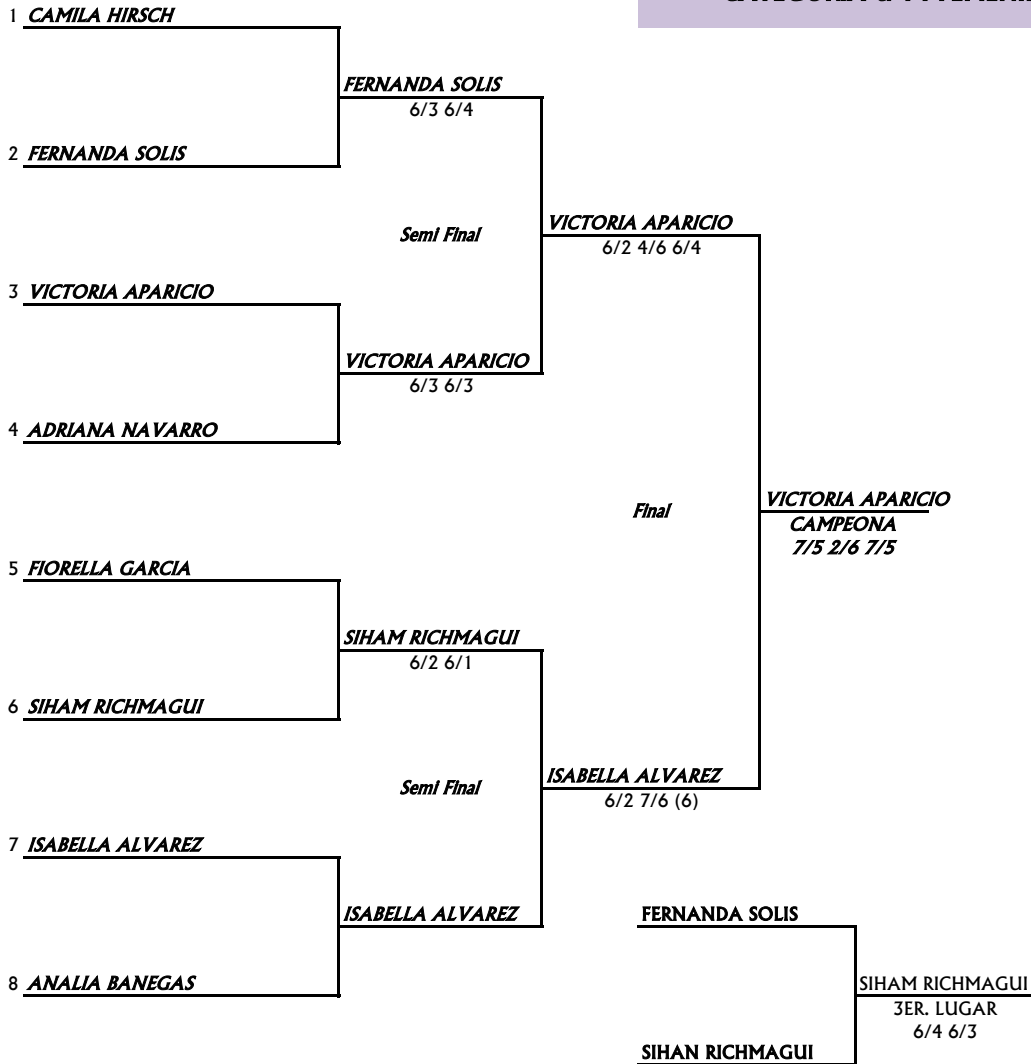 1 CAMILA HIRSCH
FERNANDA SOLIS
6/3 6/4
2 FERNANDA SOLIS
VICTORIA APARICIO
Semi Final
6/2 4/6 6/4
3 VICTORIA APARICIO
VICTORIA APARICIO
6/3 6/3
4 ADRIANA NAVARRO
VICTORIA APARICIO
Final
CAMPEONA
7/5 2/6 7/5
5 FIORELLA GARCIA
SIHAM RICHMAGUI
6/2 6/1
6 SIHAM RICHMAGUI
ISABELLA ALVAREZ
Semi Final
6/2 7/6 (6)
7 ISABELLA ALVAREZ
ISABELLA ALVAREZ
FERNANDA SOLIS
8 ANALIA BANEGAS
SIHAM RICHMAGUI
3ER. LUGAR
6/4 6/3
SIHAN RICHMAGUI